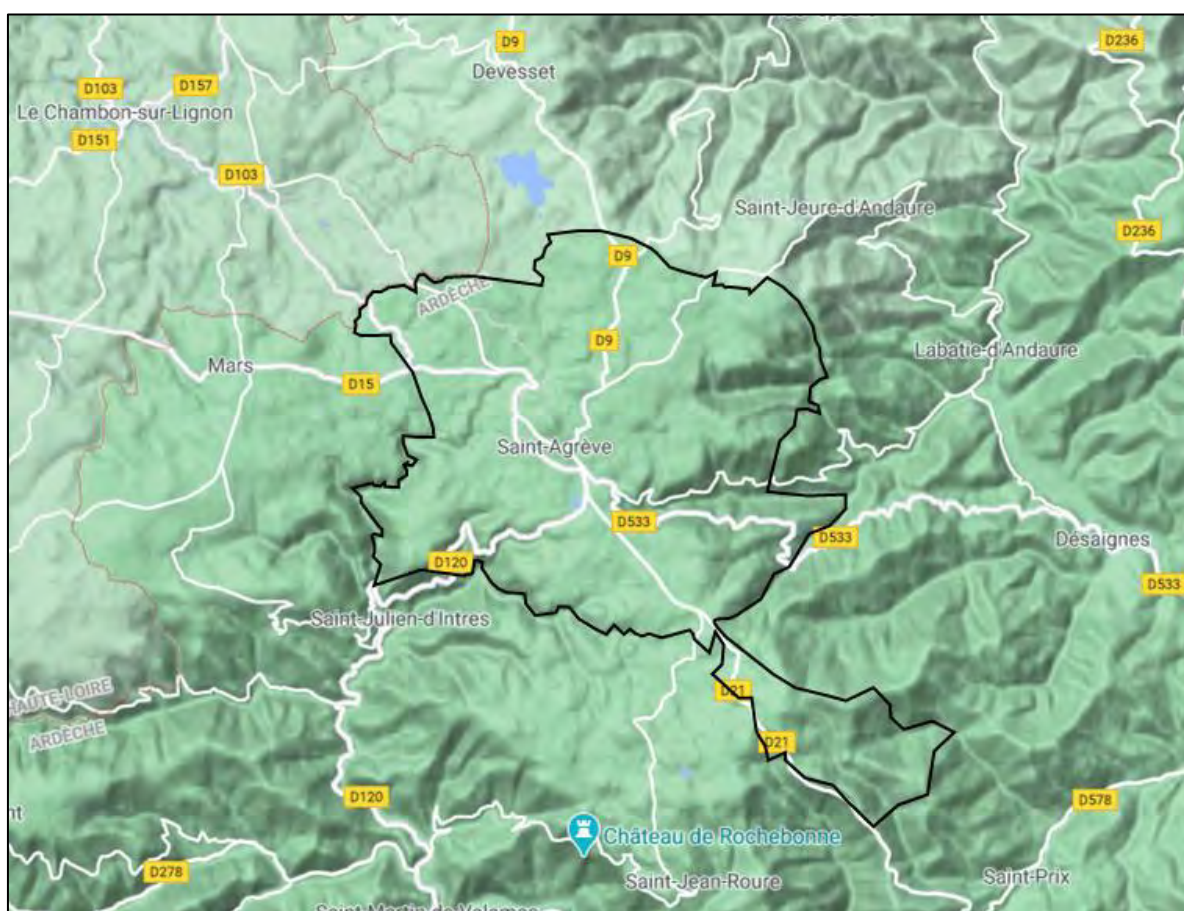 D9
D236
Devesset
D103
D157
Le Chambon-sur-Lignon
D151
D103
Saint-Jeure-d'Andaure
D236
D9
ARDÈCHE
D9
Labatie-d'Andaure
Mars
D15
Saint-Agrève
D533
D533
Désaignes
D120
D533
Saint-Julien-d'Intres
HAUTE-LOIRE
ARDÈCHE
D21
D21
D120
D578
nt
Château de Rochebonne
D278
Saint-Jean-Roure
Saint-Prix